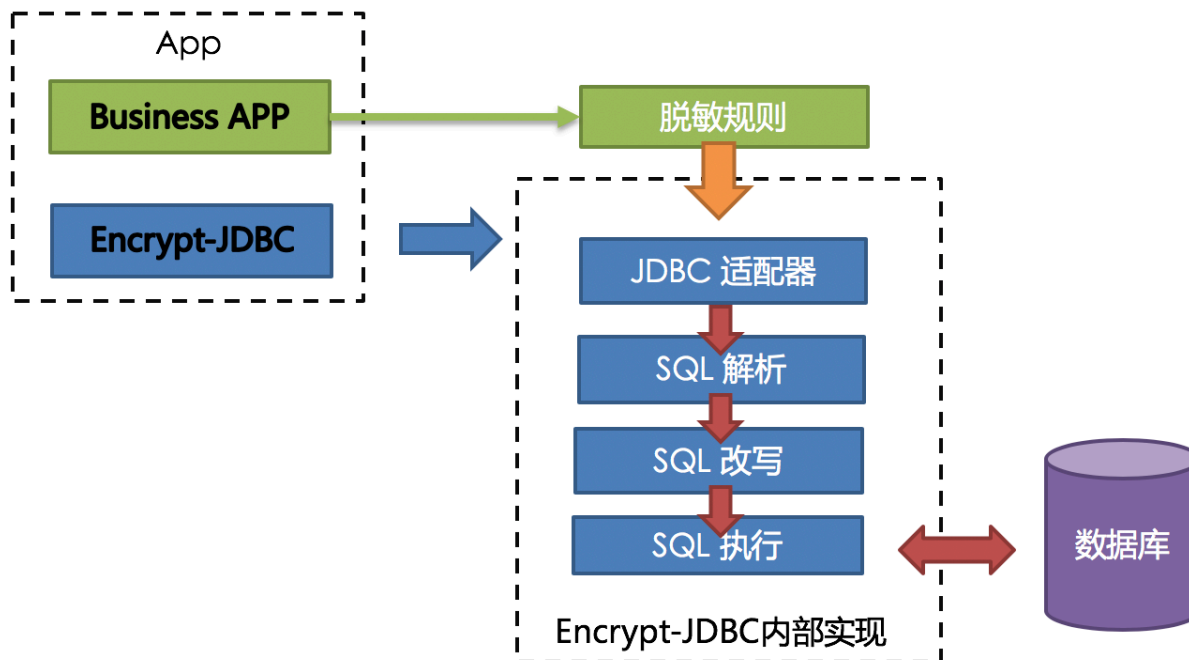 App
Business APP
脱敏规则
Encrypt-JDBC
JDBC 适配器
SQL 解析
SQL 改写
SQL 执行
数据库
Encrypt-JDBC内部实现